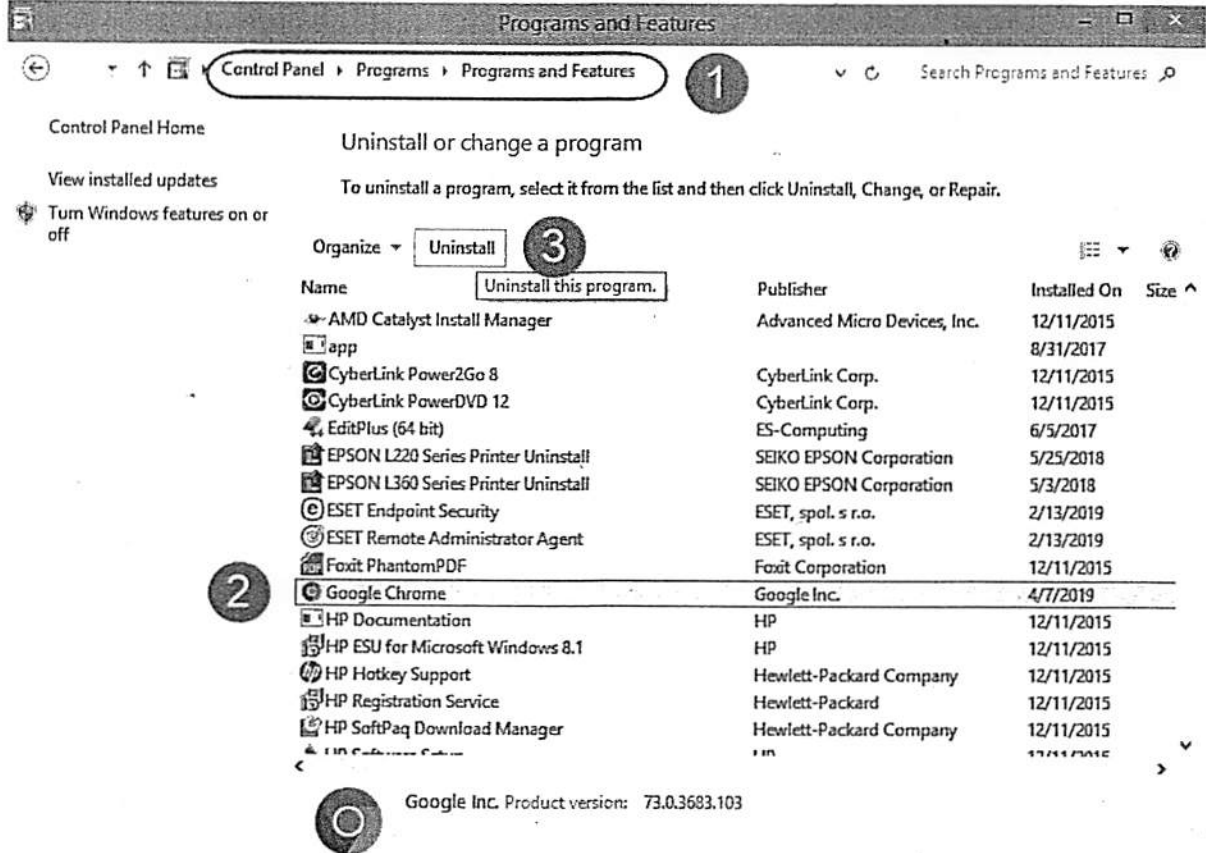 Programs and Features
Control Panel Programs Programs and Features
1
Search Programs and Features
Control Panel Home
Uninstall or change a program
View installed updates
To uninstall a program, select it from the list and then click Uninstall, Change, or Repair.
Turn Windows features on or
off
Organize Uninstall
3
Uninstall this program.
Name Publisher Installed On Size
AMD Catalyst Install Manager Advanced Micro Devices, Inc. 12/11/2015
app 8/31/2017
CyberLink Power2Go 8 CyberLink Corp. 12/11/2015
CyberLink PowerDVD 12 CyberLink Corp. 12/11/2015
EditPlus (64 bit) ES-Computing 6/5/2017
EPSON L220 Series Printer Uninstall SEIKO EPSON Corporation 5/25/2018
EPSON L360 Series Printer Uninstall SEIKO EPSON Corporation 5/3/2018
ESET Endpoint Security ESET, spol. s r.o. 2/13/2019
ESET Remote Administrator Agent ESET, spol. s r.o. 2/13/2019
Foxit PhantomPDF Foxit Corporation 12/11/2015
2
Google Chrome Google Inc. 4/7/2019
HP Documentation HP 12/11/2015
HP ESU for Microsoft Windows 8.1 HP 12/11/2015
HP Hotkey Support Hewlett-Packard Company 12/11/2015
HP Registration Service Hewlett-Packard 12/11/2015
HP SoftPaq Download Manager Hewlett-Packard Company 12/11/2015
Google Inc. Product version: 73.0.3683.103